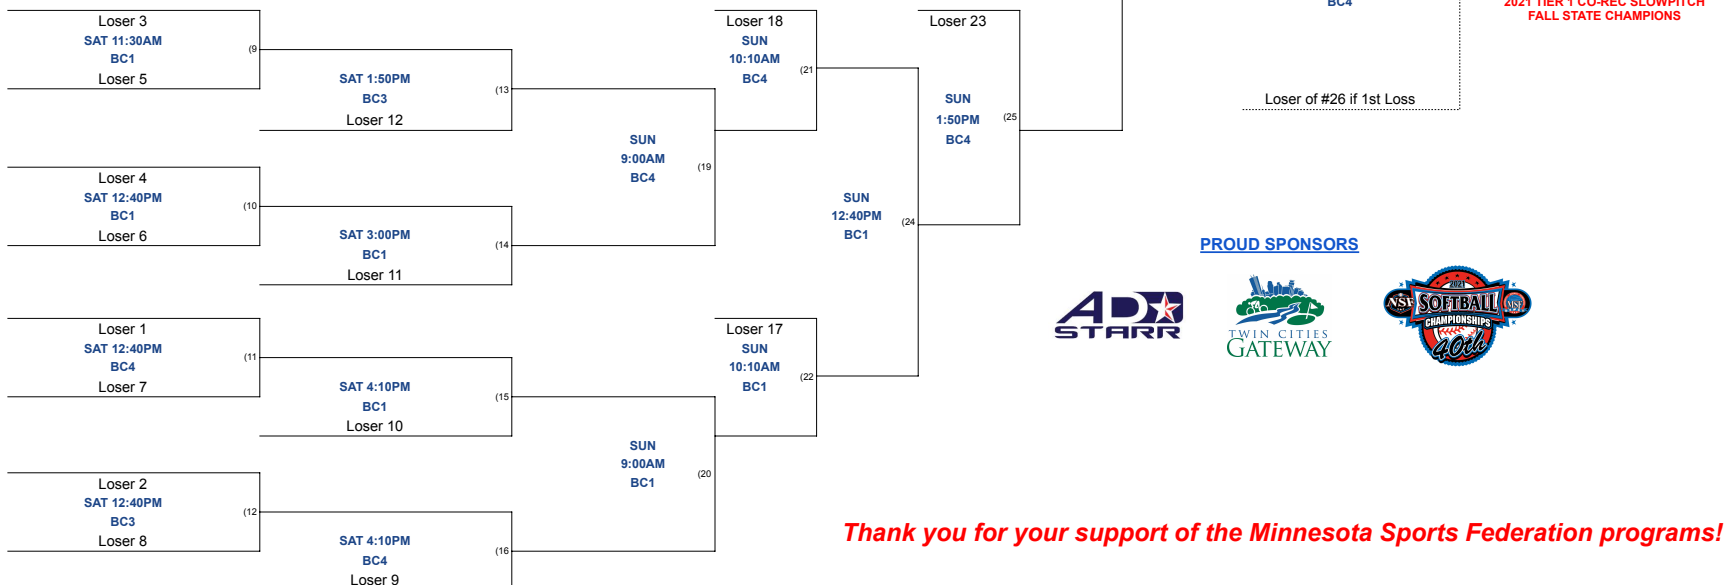 BC4
2021 TIER 1 CO-REC SLOWPITCH
FALL STATE CHAMPIONS
Loser 3
SAT 11:30AM
BC1
Loser 5
(9
SAT 1:50PM
BC3
Loser 12
(13
Loser 4
SAT 12:40PM
BC1
Loser 6
(10
SAT 3:00PM
BC1
Loser 11
(14
SUN
9:00AM
BC4
(19
Loser 18
SUN
10:10AM
BC4
(21
Loser 23
SUN
1:50PM
BC4
(25
Loser of #26 if 1st Loss
SUN
12:40PM
BC1
(24
Loser 1
SAT 12:40PM
BC4
Loser 7
(11
SAT 4:10PM
BC1
Loser 10
(15
Loser 2
SAT 12:40PM
BC3
Loser 8
(12
SAT 4:10PM
BC4
Loser 9
(16
SUN
9:00AM
BC1
(20
Loser 17
SUN
10:10AM
BC1
(22
PROUD SPONSORS
AD
STARR
TWIN CITIES
GATEWAY
2021
NSF SOFTBALL MSF
CHAMPIONSHIPS
40th
Thank you for your support of the Minnesota Sports Federation programs!